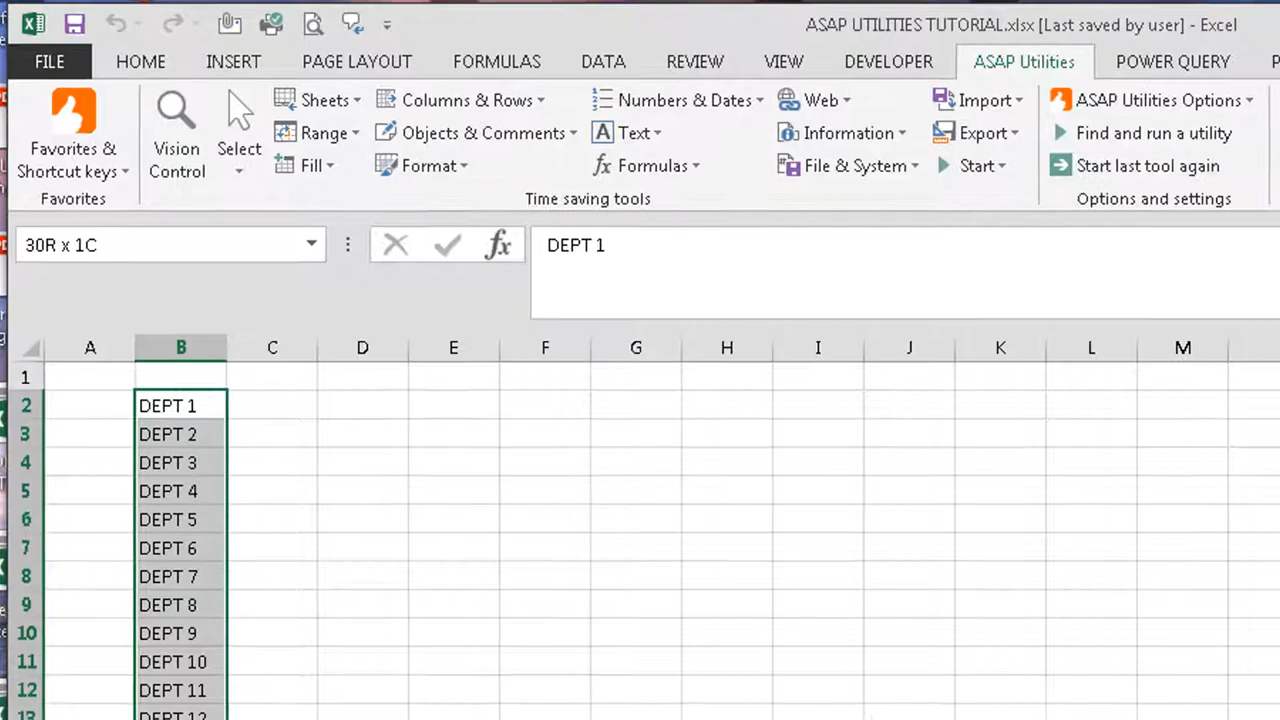 ASAP UTILITIES TUTORIAL.xlsx [Last saved by user] - Excel
FILE HOME INSERT PAGE LAYOUT FORMULAS DATA REVIEW VIEW DEVELOPER ASAP Utilities POWER QUERY
Favorites & Shortcut keys
Vision Control
Select
Sheets Columns & Rows Numbers & Dates Web Import ASAP Utilities Options
Range Objects & Comments Text Information Export Find and run a utility
Fill Format Formulas File & System Start Start last tool again
Favorites Time saving tools Options and settings
30R x 1C fx DEPT 1
A B C D E F G H I J K L M
1
2 DEPT 1
3 DEPT 2
4 DEPT 3
5 DEPT 4
6 DEPT 5
7 DEPT 6
8 DEPT 7
9 DEPT 8
10 DEPT 9
11 DEPT 10
12 DEPT 11
13 DEPT 12